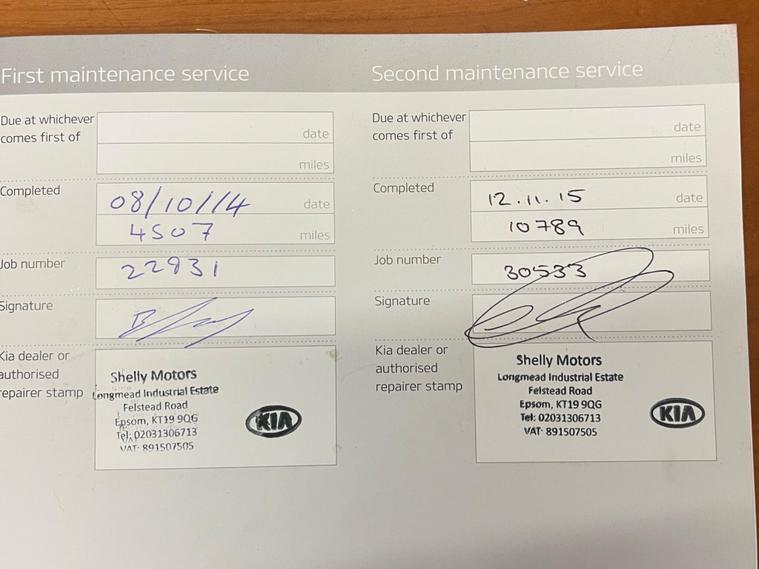 First maintenance service
Due at whichever
comes first of
date
miles
Completed
08/10/14 date
4507 miles
Job number
22931
Signature
Kia dealer or
authorised
repairer stamp
Shelly Motors
Longmead Industrial Estate
Felstead Road
Epsom, KT19 9QG
Tel: 02031306713
VAT: 891507505
KIA
Second maintenance service
Due at whichever
comes first of
date
miles
Completed
12.11.15 date
10789 miles
Job number
30533
Signature
Kia dealer or
authorised
repairer stamp
Shelly Motors
Longmead Industrial Estate
Felstead Road
Epsom, KT19 9QG
Tel: 02031306713
VAT: 891507505
KIA